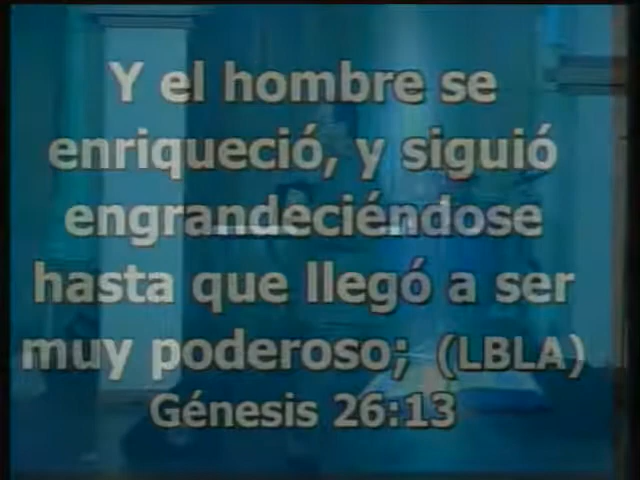 Y el hombre se
enriqueció, y siguió
engrandeciéndose
hasta que llegó a ser
muy poderoso; (LBLA)
Génesis 26:13